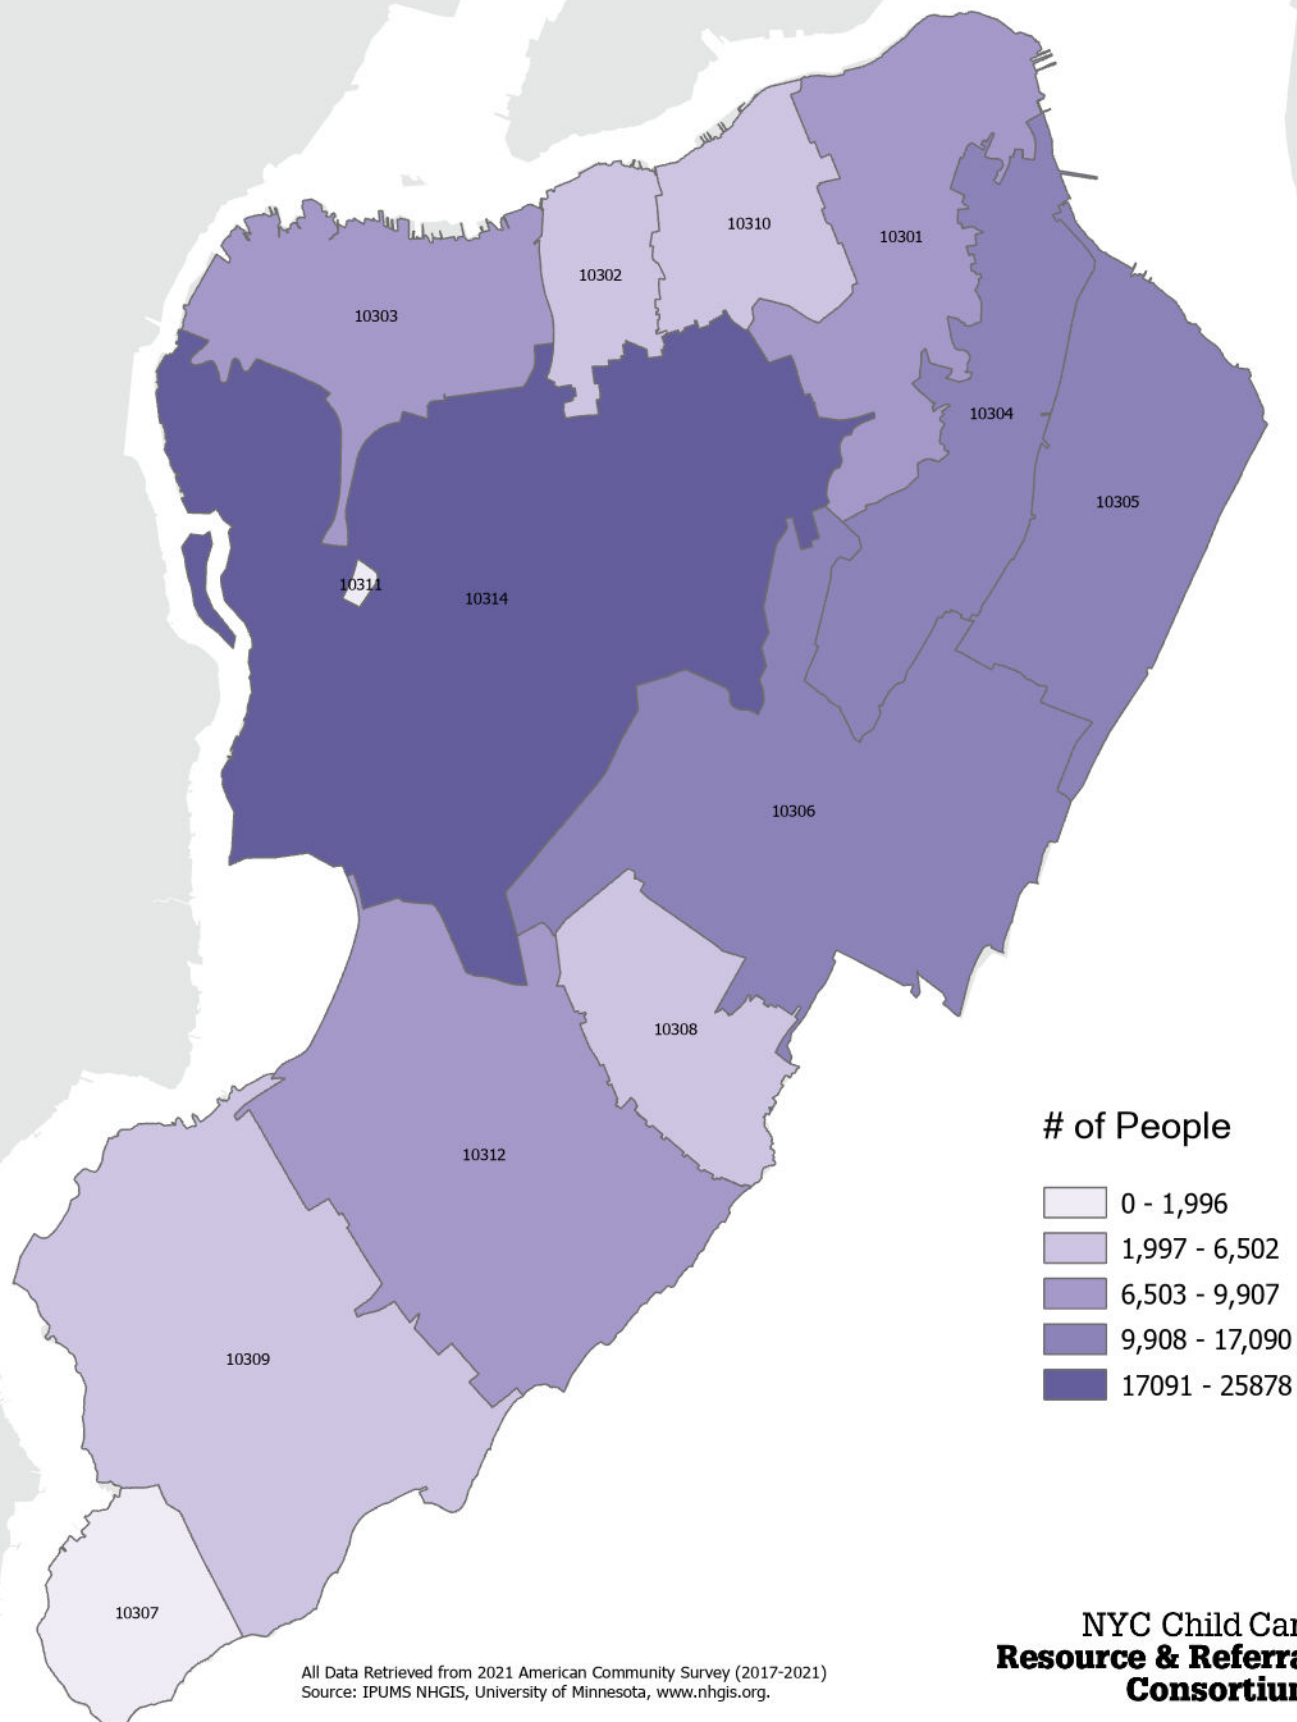 10310
10301
10302
10303
10304
10305
10311
10314
10306
10308
10312
# of People
0 - 1,996
1,997 - 6,502
6,503 - 9,907
9,908 - 17,090
17091 - 25878
10309
10307
NYC Child Car
Resource & Referra
Consortiu
All Data Retrieved from 2021 American Community Survey (2017-2021)
Source: IPUMS NHGIS, University of Minnesota, www.nhgis.org.